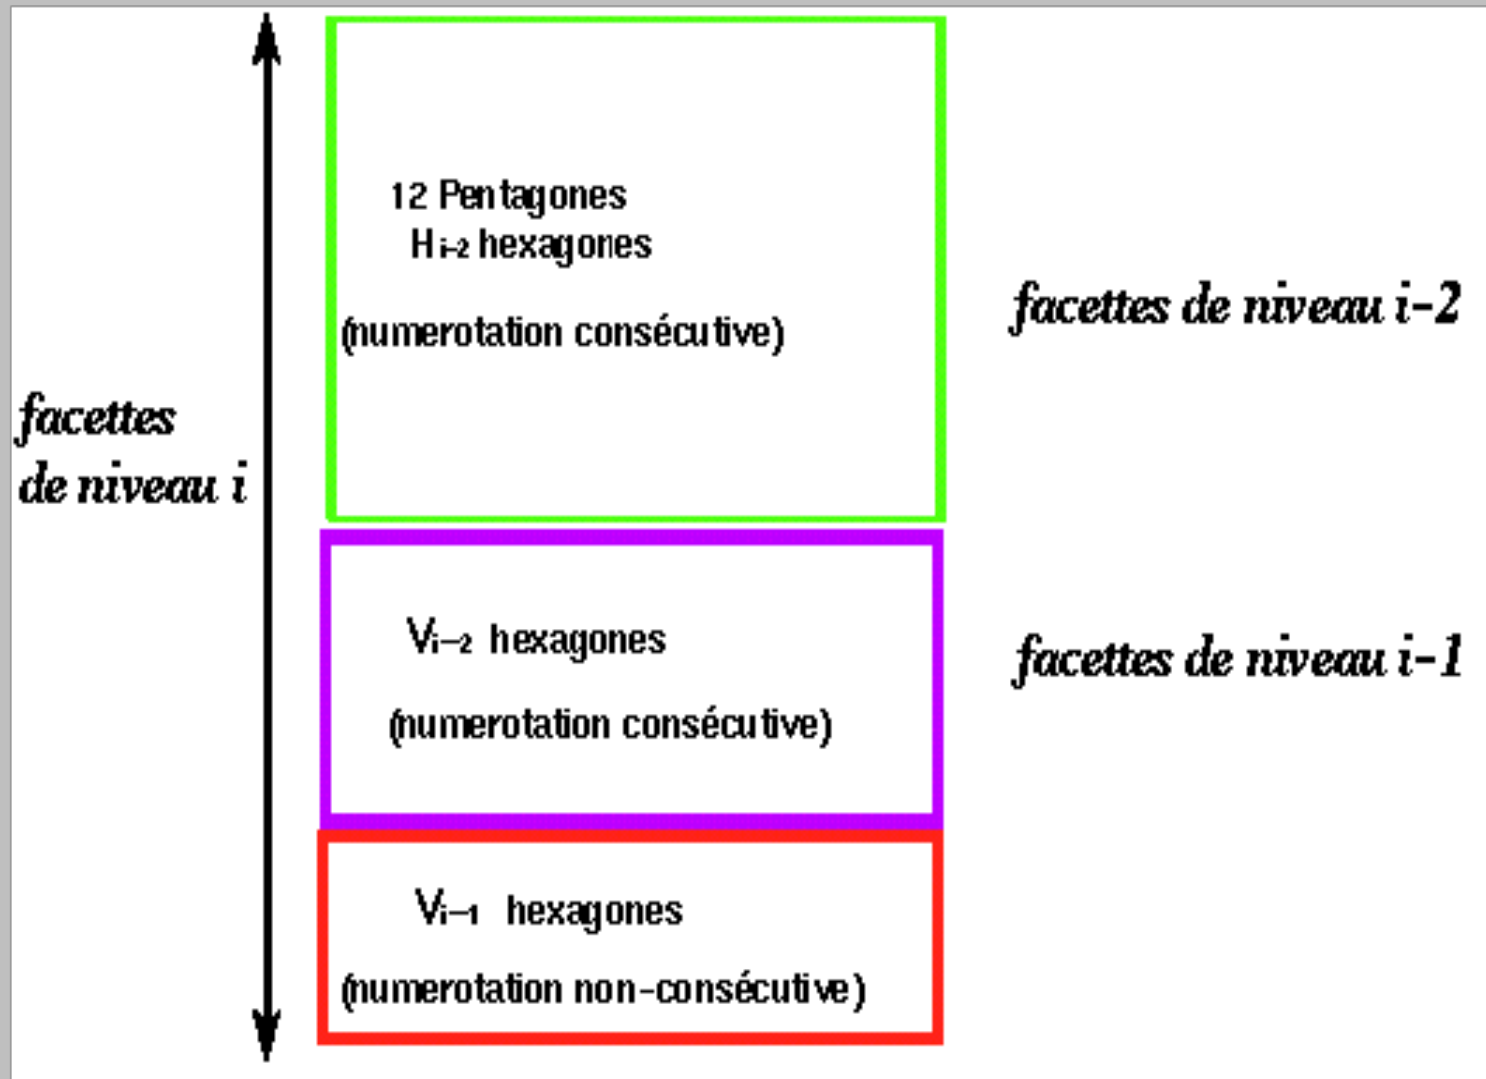 12 Pentagones
Hi-2 hexagones
(numerotation consécutive)
facettes de niveau i-2
facettes
de niveau i
Vi-2 hexagones
(numerotation consécutive)
facettes de niveau i-1
Vi-1 hexagones
(numerotation non-consécutive)